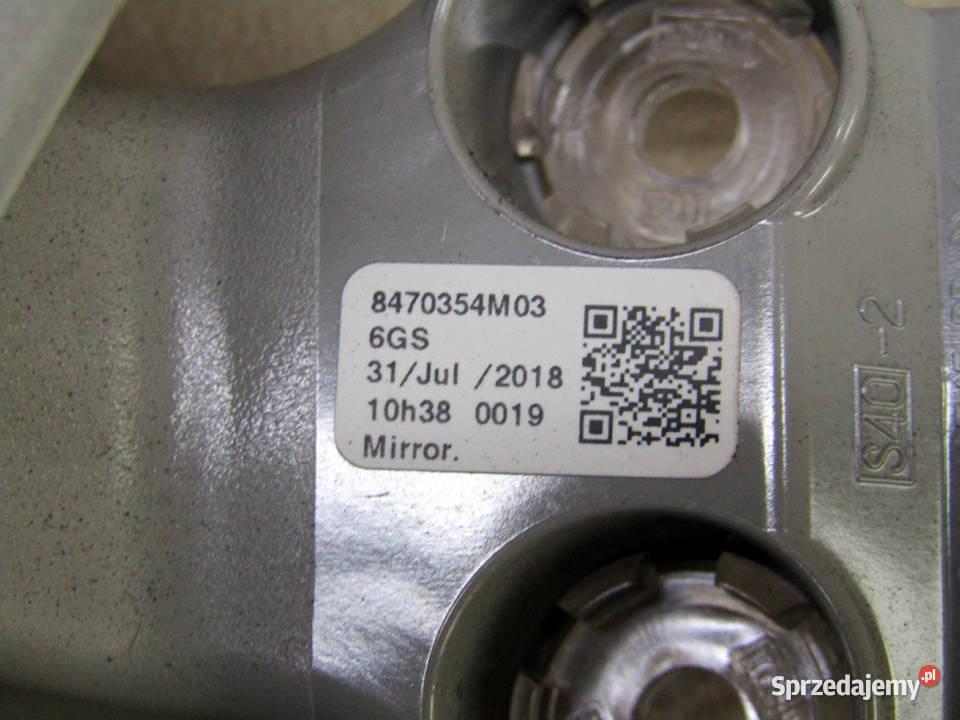 8470354M03
6GS
31/Jul /2018
10h38 0019
Mirror.
S40-2
Sprzedajemy.pl